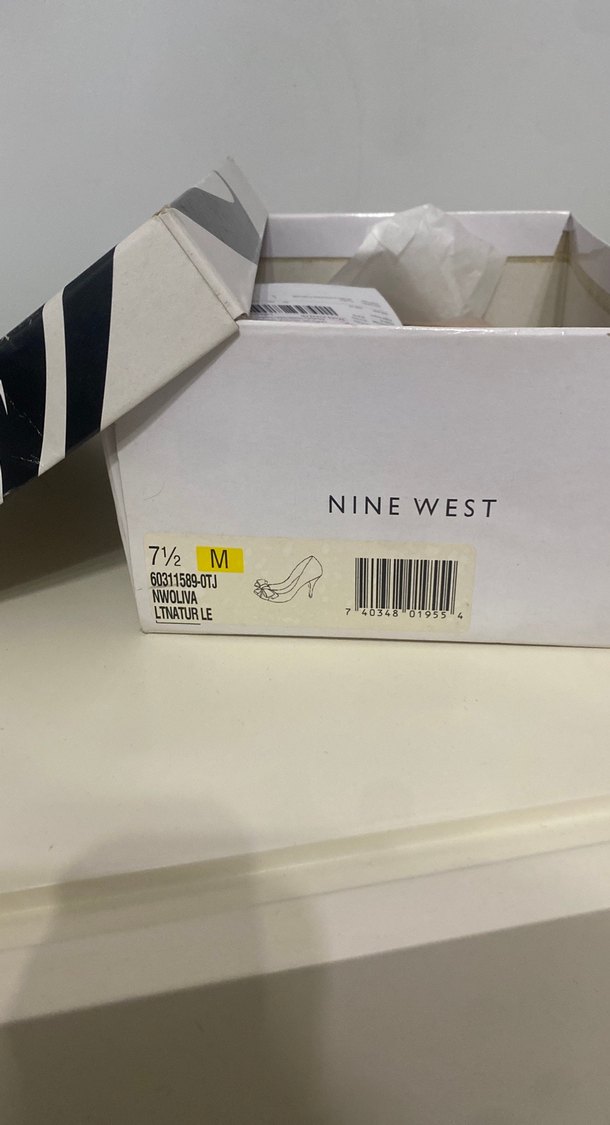 NINE WEST
7½ M
60311589-0TJ
NWOLIVA
LTNATUR LE
7 40348 01955 4